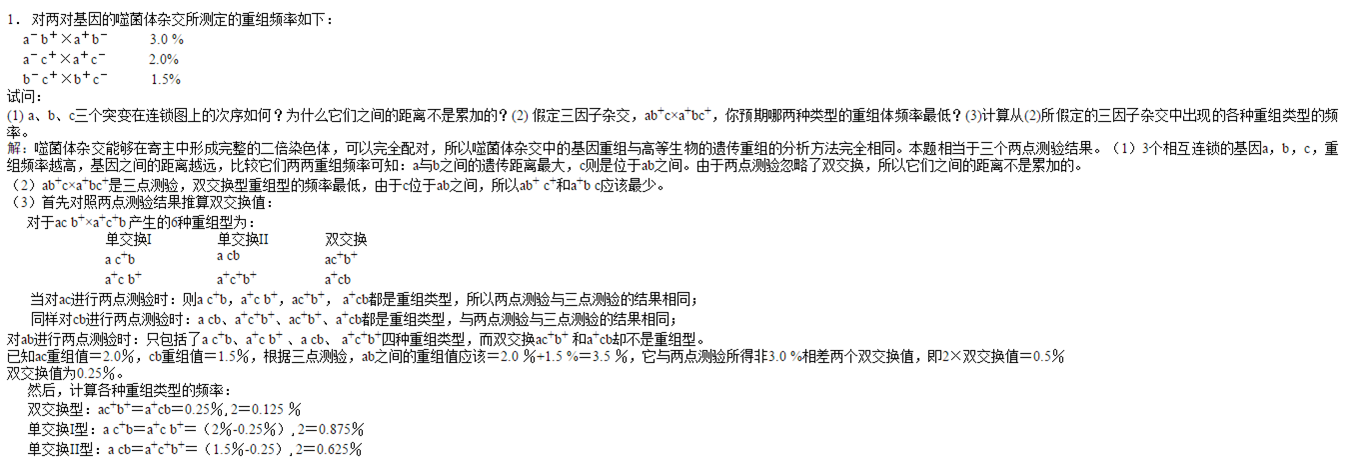 1. 对两对基因的噬菌体杂交所测定的重组频率如下：
a⁻b⁺×a⁺b⁻ 3.0 %
a⁻c⁺×a⁺c⁻ 2.0%
b⁻c⁺×b⁺c⁻ 1.5%
试问：
(1) a、b、c三个突变在连锁图上的次序如何？为什么它们之间的距离不是累加的？(2) 假定三因子杂交，ab⁺c×a⁺bc⁺，你预期哪两种类型的重组体频率最低？(3)计算从(2)所假定的三因子杂交中出现的各种重组类型的频
率。
解：噬菌体杂交能够在寄主中形成完整的二倍染色体，可以完全配对，所以噬菌体杂交中的基因重组与高等生物的遗传重组的分析方法完全相同。本题相当于三个两点测验结果。（1）3个相互连锁的基因a，b，c，重
组频率越高，基因之间的距离越远，比较它们两两重组频率可知：a与b之间的遗传距离最大，c则是位于ab之间。由于两点测验忽略了双交换，所以它们之间的距离不是累加的。
（2）ab⁺c×a⁺bc⁺是三点测验，双交换型重组型的频率最低，由于c位于ab之间，所以ab⁺ c⁺和a⁺b c应该最少。
（3）首先对照两点测验结果推算双交换值：
对于ac b⁺×a⁺c⁺b 产生的6种重组型为：
单交换I 单交换II 双交换
a c⁺b a cb ac⁺b⁺
a⁺c b⁺ a⁺c⁺b⁺ a⁺cb
当对ac进行两点测验时：则a c⁺b，a⁺c b⁺，ac⁺b⁺， a⁺cb都是重组类型，所以两点测验与三点测验的结果相同；
同样对cb进行两点测验时：a cb、a⁺c⁺b⁺、ac⁺b⁺、a⁺cb都是重组类型，与两点测验与三点测验的结果相同；
对ab进行两点测验时：只包括了a c⁺b、a⁺c b⁺ 、a cb、 a⁺c⁺b⁺四种重组类型，而双交换ac⁺b⁺ 和a⁺cb却不是重组型。
已知ac重组值＝2.0%，cb重组值＝1.5%，根据三点测验，ab之间的重组值应该＝2.0 %+1.5 %＝3.5 %，它与两点测验所得非3.0 %相差两个双交换值，即2×双交换值＝0.5%
双交换值为0.25%。
然后，计算各种重组类型的频率：
双交换型：ac⁺b⁺＝a⁺cb＝0.25%, 2＝0.125 %
单交换I型：a c⁺b＝a⁺c b⁺＝（2%-0.25%）, 2＝0.875%
单交换II型：a cb＝a⁺c⁺b⁺＝（1.5%-0.25）, 2＝0.625%